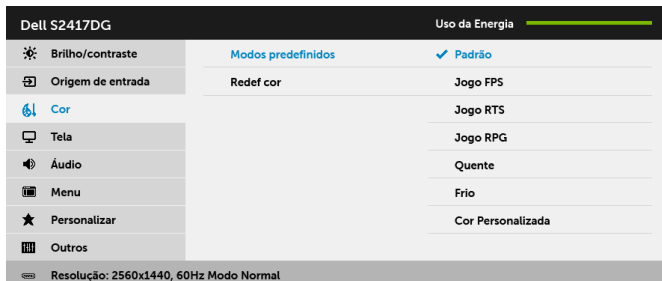 Dell S2417DG Uso da Energia
Brilho/contraste Modos predefinidos Padrão
Origem de entrada Redef cor Jogo FPS
Cor Jogo RTS
Tela Jogo RPG
Áudio Quente
Menu Frio
Personalizar Cor Personalizada
Outros
Resolução: 2560x1440, 60Hz Modo Normal